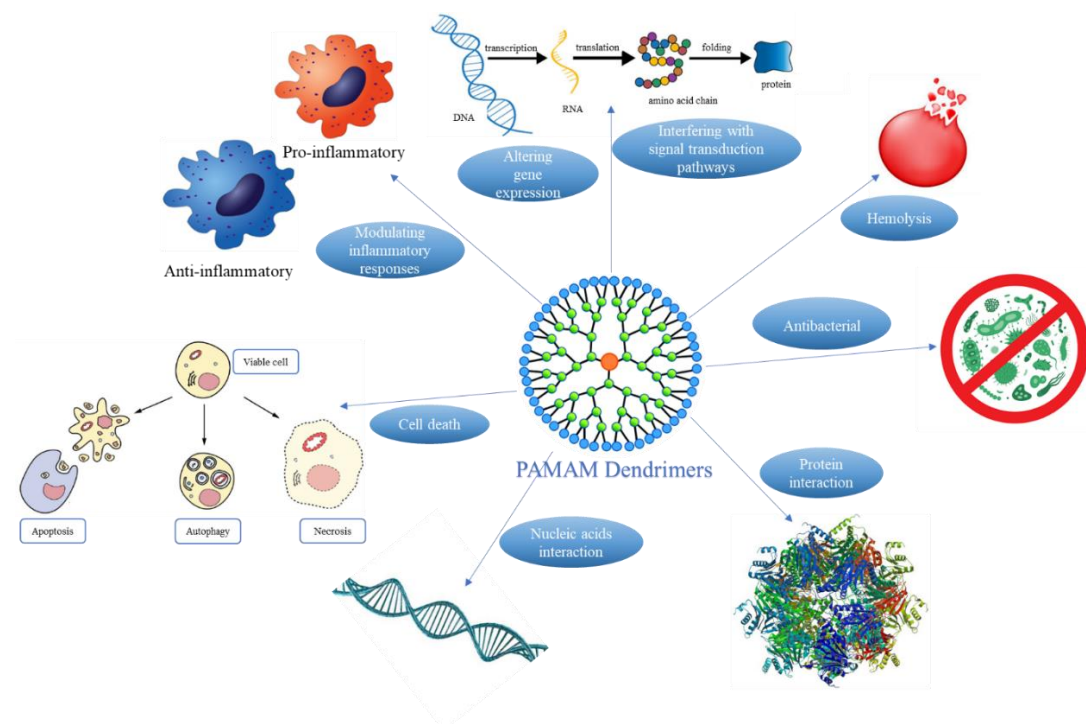 transcription
translation
folding
DNA
RNA
amino acid chain
protein
Pro-inflammatory
Altering
gene
expression
Interfering with
signal transduction
pathways
Hemolysis
Anti-inflammatory
Modulating
inflammatory
responses
Antibacterial
Viable cell
Cell death
PAMAM Dendrimers
Protein
interaction
Apoptosis
Autophagy
Necrosis
Nucleic acids
interaction